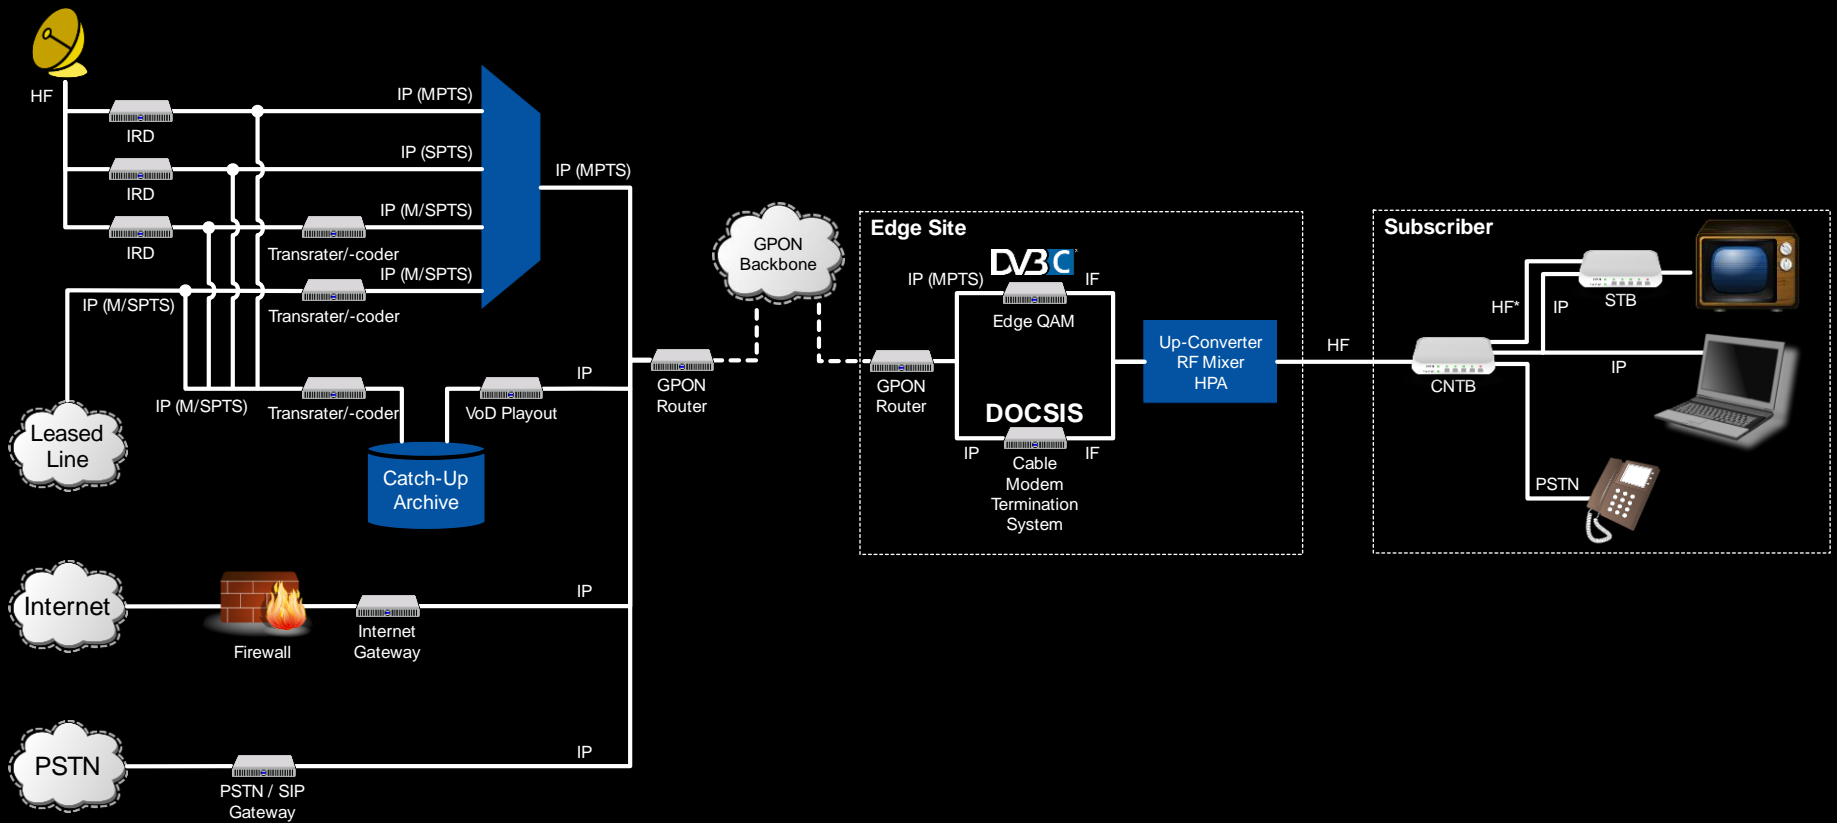 HF
IRD
IRD
IRD
IP (MPTS)
IP (SPTS)
IP (M/SPTS)
Transrater/-coder
IP (M/SPTS)
IP (M/SPTS)
Transrater/-coder
IP (M/SPTS)
Transrater/-coder
IP (MPTS)
IP
VoD Playout
Leased
Line
Catch-Up
Archive
Internet
Firewall
Internet
Gateway
IP
PSTN
PSTN / SIP
Gateway
IP
GPON
Router
GPON
Backbone
GPON
Router
Edge Site
DVB C
IP (MPTS)
IF
Edge QAM
DOCSIS
IP
IF
Cable
Modem
Termination
System
Up-Converter
RF Mixer
HPA
HF
Subscriber
CNTB
HF*
IP
STB
IP
PSTN